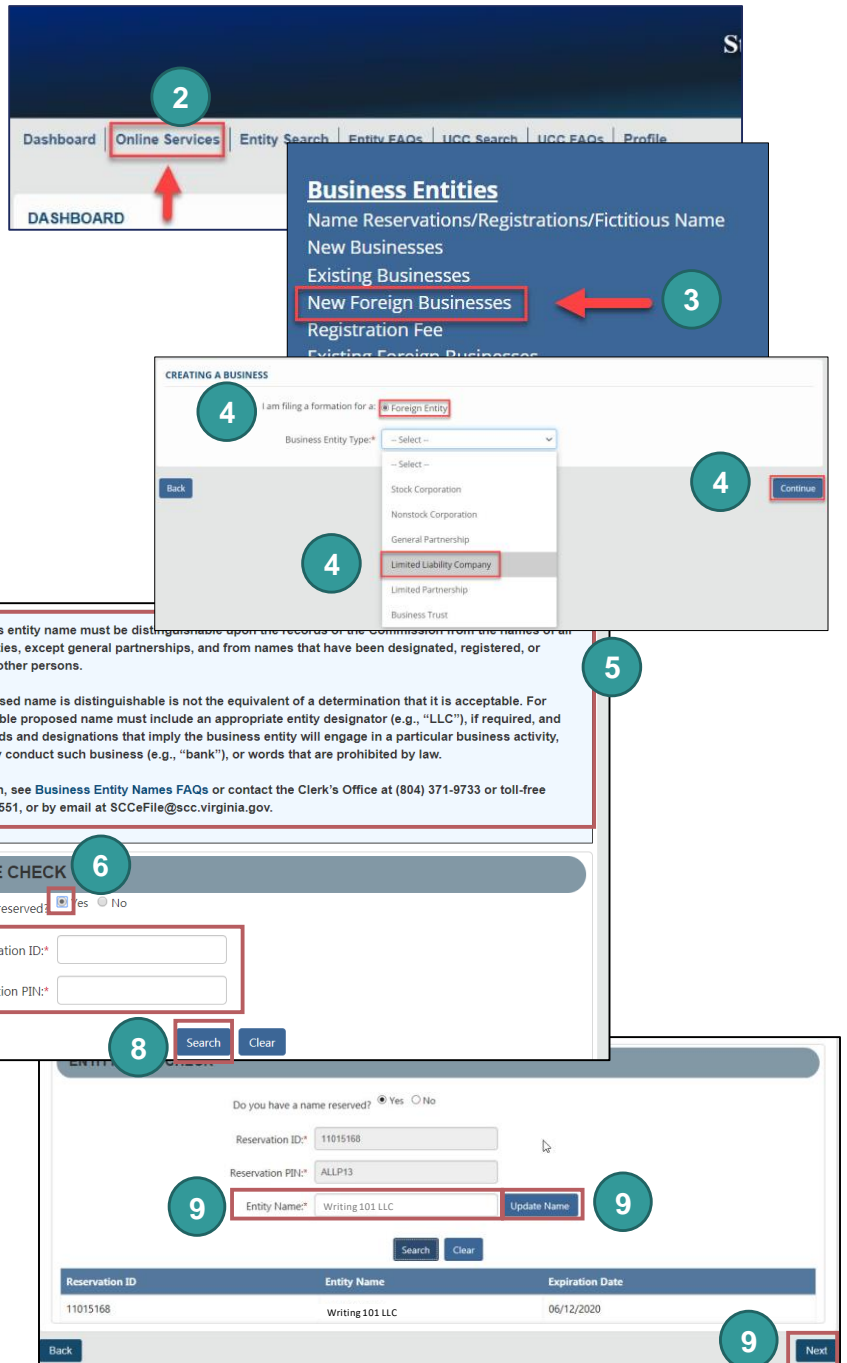 2
Dashboard Online Services Entity Search Entity FAQs UCC Search UCC FAQs Profile
DASHBOARD
Business Entities
Name Reservations/Registrations/Fictitious Name
New Businesses
Existing Businesses
New Foreign Businesses
3
Registration Fee
Existing Foreign Businesses
CREATING A BUSINESS
4
I am filing a formation for a: Foreign Entity
Business Entity Type:* -- Select --
-- Select --
Stock Corporation
Nonstock Corporation
General Partnership
Limited Liability Company
Limited Partnership
Business Trust
Back
4
4
Continue
s entity name must be distinguishable upon the records of the Commission from the names of all
ties, except general partnerships, and from names that have been designated, registered, or
other persons.
5
sed name is distinguishable is not the equivalent of a determination that it is acceptable. For
ble proposed name must include an appropriate entity designator (e.g., “LLC”), if required, and
ds and designations that imply the business entity will engage in a particular business activity,
y conduct such business (e.g., “bank”), or words that are prohibited by law.
n, see Business Entity Names FAQs or contact the Clerk’s Office at (804) 371-9733 or toll-free
551, or by email at SCCeFile@scc.virginia.gov.
E CHECK
6
reserved? Yes No
ation ID:*
tion PIN:*
8
Search Clear
Do you have a name reserved? Yes No
Reservation ID:* 11015168
Reservation PIN:* ALLP13
9
Entity Name:* Writing 101 LLC Update Name
9
Search Clear
Reservation ID Entity Name Expiration Date
11015168 Writing 101 LLC 06/12/2020
Back
9
Next